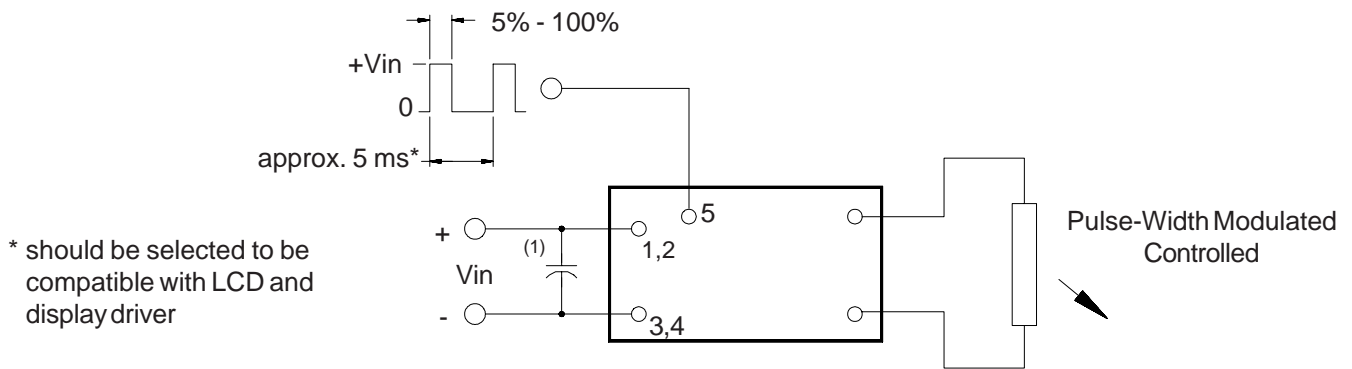 5% - 100%
+Vin
0
approx. 5 ms*
* should be selected to be
compatible with LCD and
display driver
+
(1)
Vin
-
1,2
3,4
5
Pulse-Width Modulated
Controlled